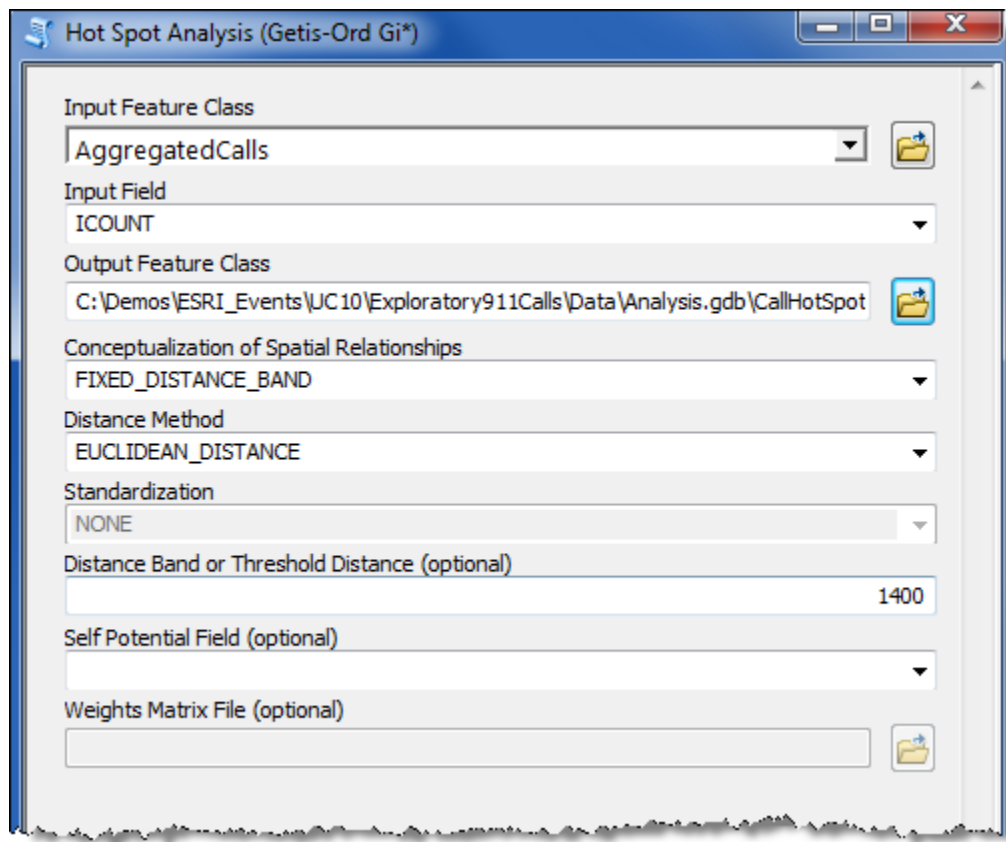 Hot Spot Analysis (Getis-Ord Gi*)
Input Feature Class
AggregatedCalls
Input Field
ICOUNT
Output Feature Class
C:\Demos\ESRI_Events\UC10\Exploratory911Calls\Data\Analysis.gdb\CallHotSpot
Conceptualization of Spatial Relationships
FIXED_DISTANCE_BAND
Distance Method
EUCLIDEAN_DISTANCE
Standardization
NONE
Distance Band or Threshold Distance (optional)
1400
Self Potential Field (optional)
Weights Matrix File (optional)